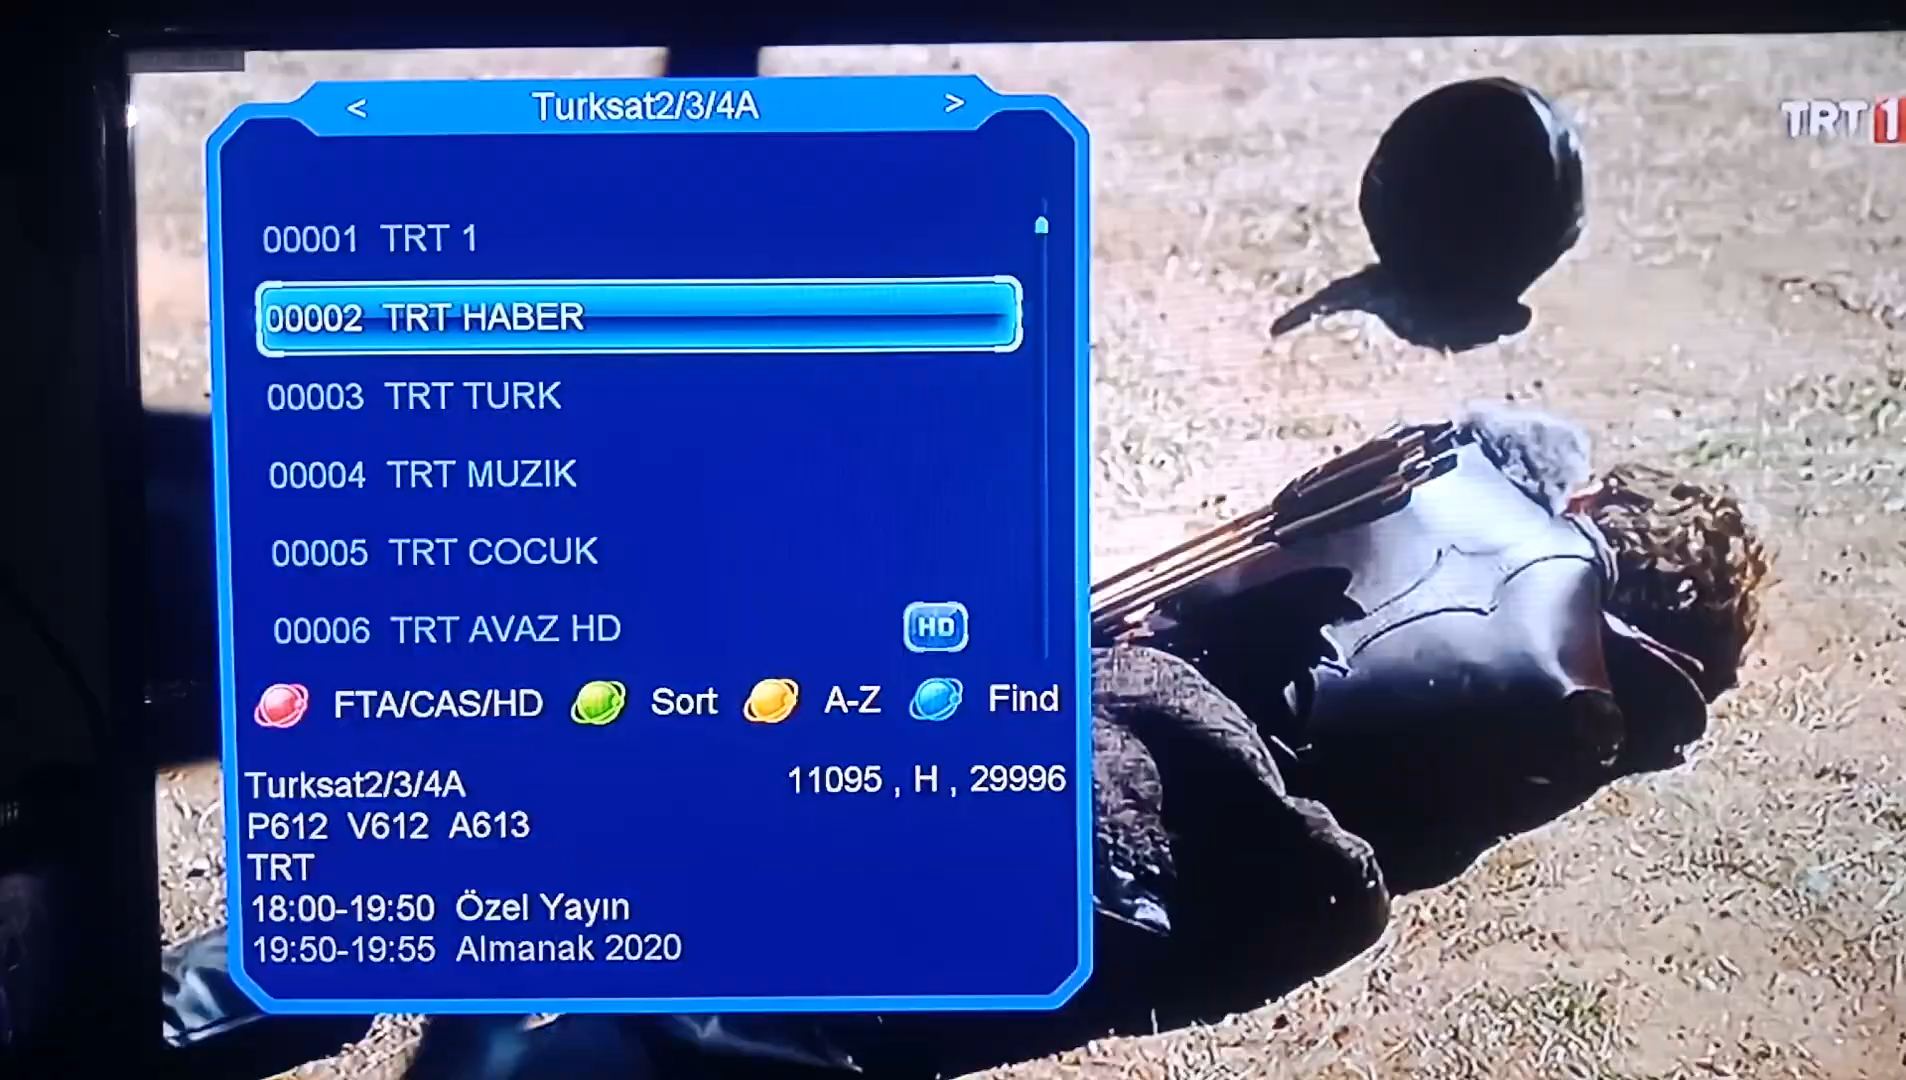 < Turksat2/3/4A >
TRT 1
00001 TRT 1
00002 TRT HABER
00003 TRT TURK
00004 TRT MUZIK
00005 TRT COCUK
00006 TRT AVAZ HD HD
FTA/CAS/HD Sort A-Z Find
Turksat2/3/4A 11095 , H , 29996
P612 V612 A613
TRT
18:00-19:50 Özel Yayın
19:50-19:55 Almanak 2020